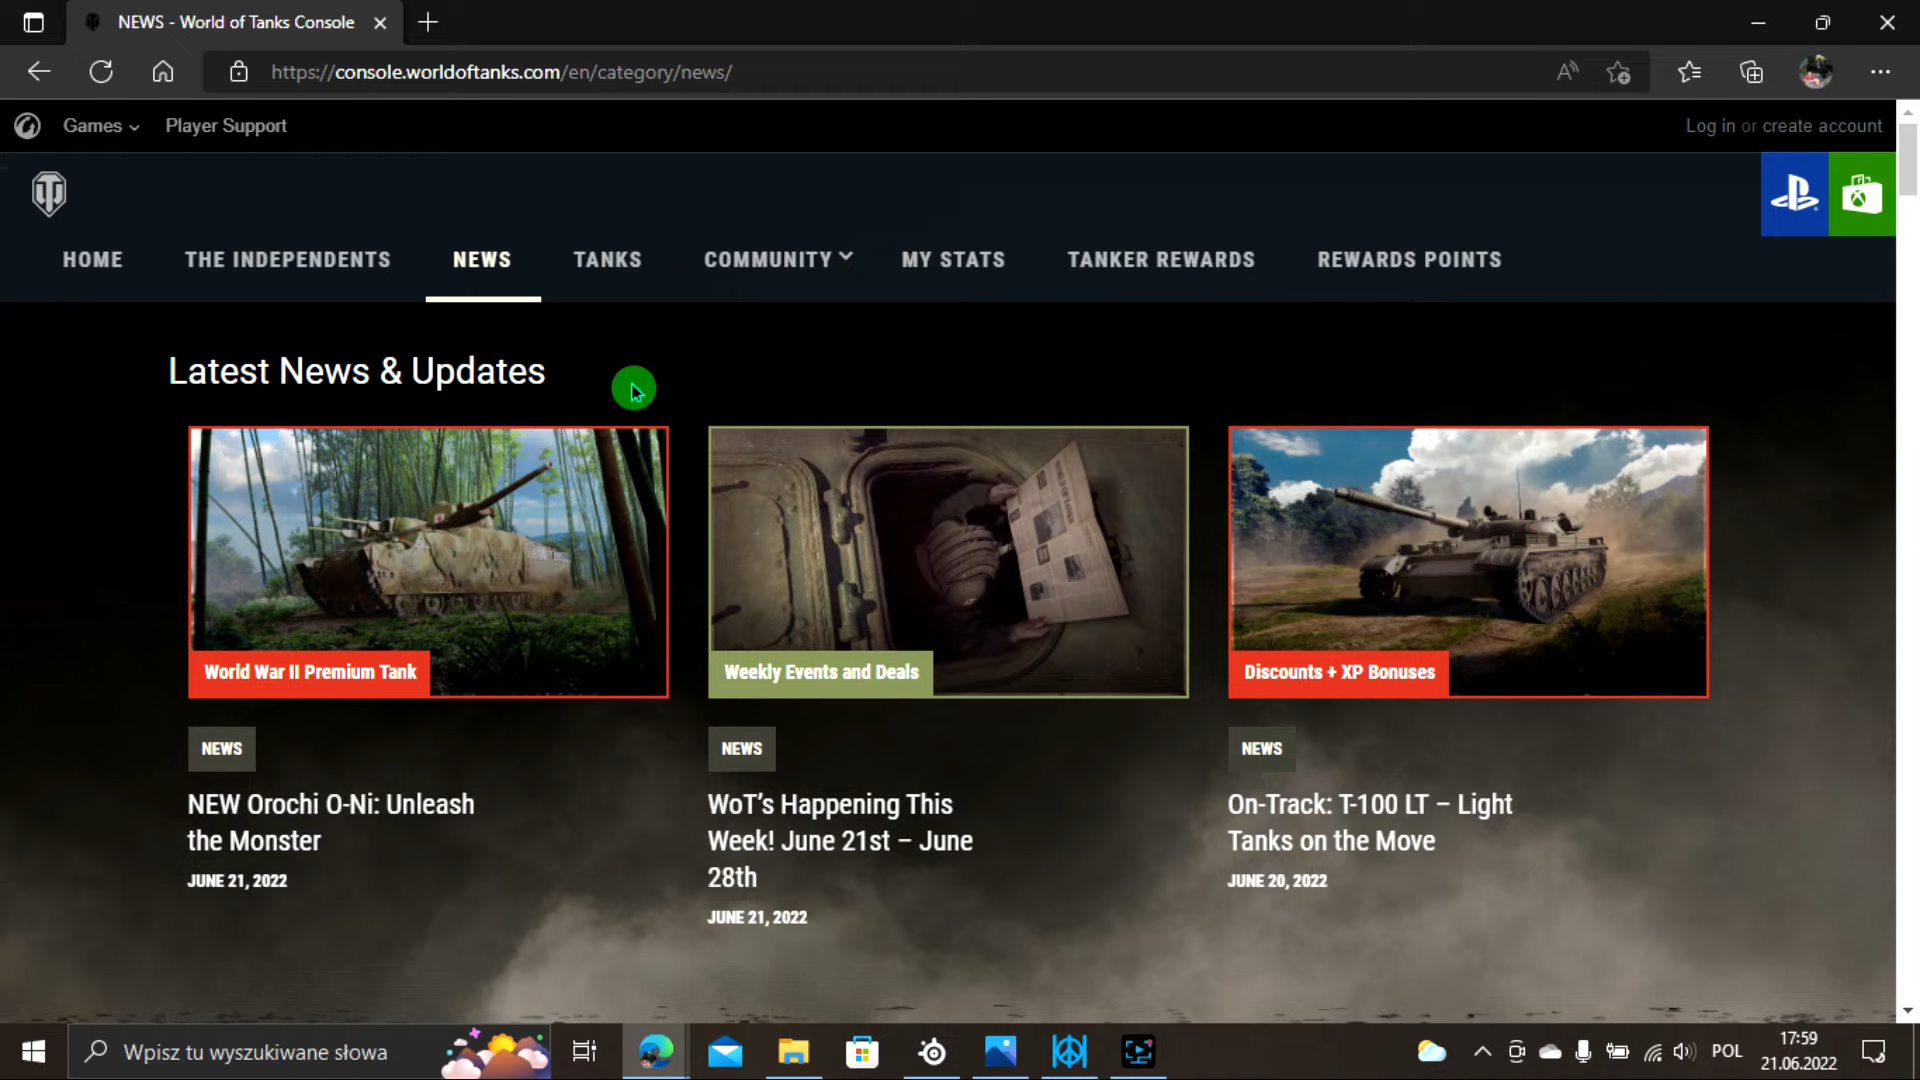 NEWS - World of Tanks Console
https://console.worldoftanks.com/en/category/news/
Games Player Support Log in or create account
HOME THE INDEPENDENTS NEWS TANKS COMMUNITY MY STATS TANKER REWARDS REWARDS POINTS
Latest News & Updates
World War II Premium Tank
NEWS
NEW Orochi O-Ni: Unleash
the Monster
JUNE 21, 2022
Weekly Events and Deals
NEWS
WoT’s Happening This
Week! June 21st – June
28th
JUNE 21, 2022
Discounts + XP Bonuses
NEWS
On-Track: T-100 LT – Light
Tanks on the Move
JUNE 20, 2022
Wpisz tu wyszukiwane słowa
POL
17:59
21.06.2022